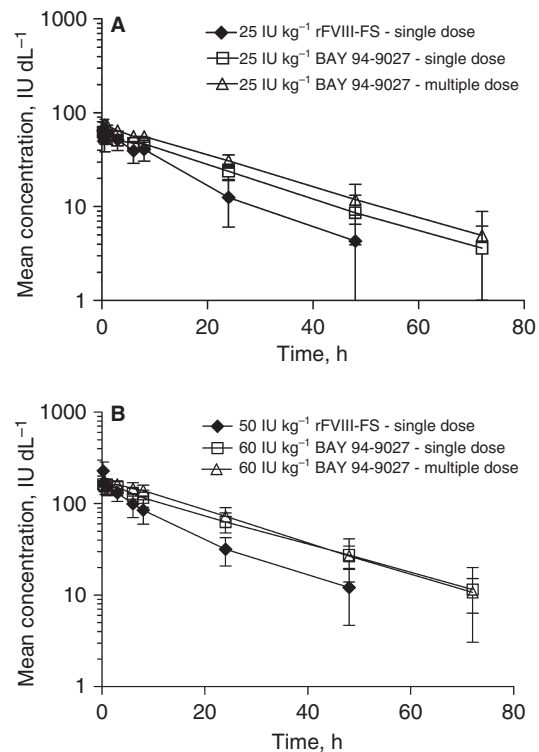 A
25 IU kg⁻¹ rFVIII-FS - single dose
25 IU kg⁻¹ BAY 94-9027 - single dose
25 IU kg⁻¹ BAY 94-9027 - multiple dose
Mean concentration, IU dL⁻¹
1000
100
10
1
0
20
40
60
80
Time, h
B
50 IU kg⁻¹ rFVIII-FS - single dose
60 IU kg⁻¹ BAY 94-9027 - single dose
60 IU kg⁻¹ BAY 94-9027 - multiple dose
Mean concentration, IU dL⁻¹
1000
100
10
1
0
20
40
60
80
Time, h